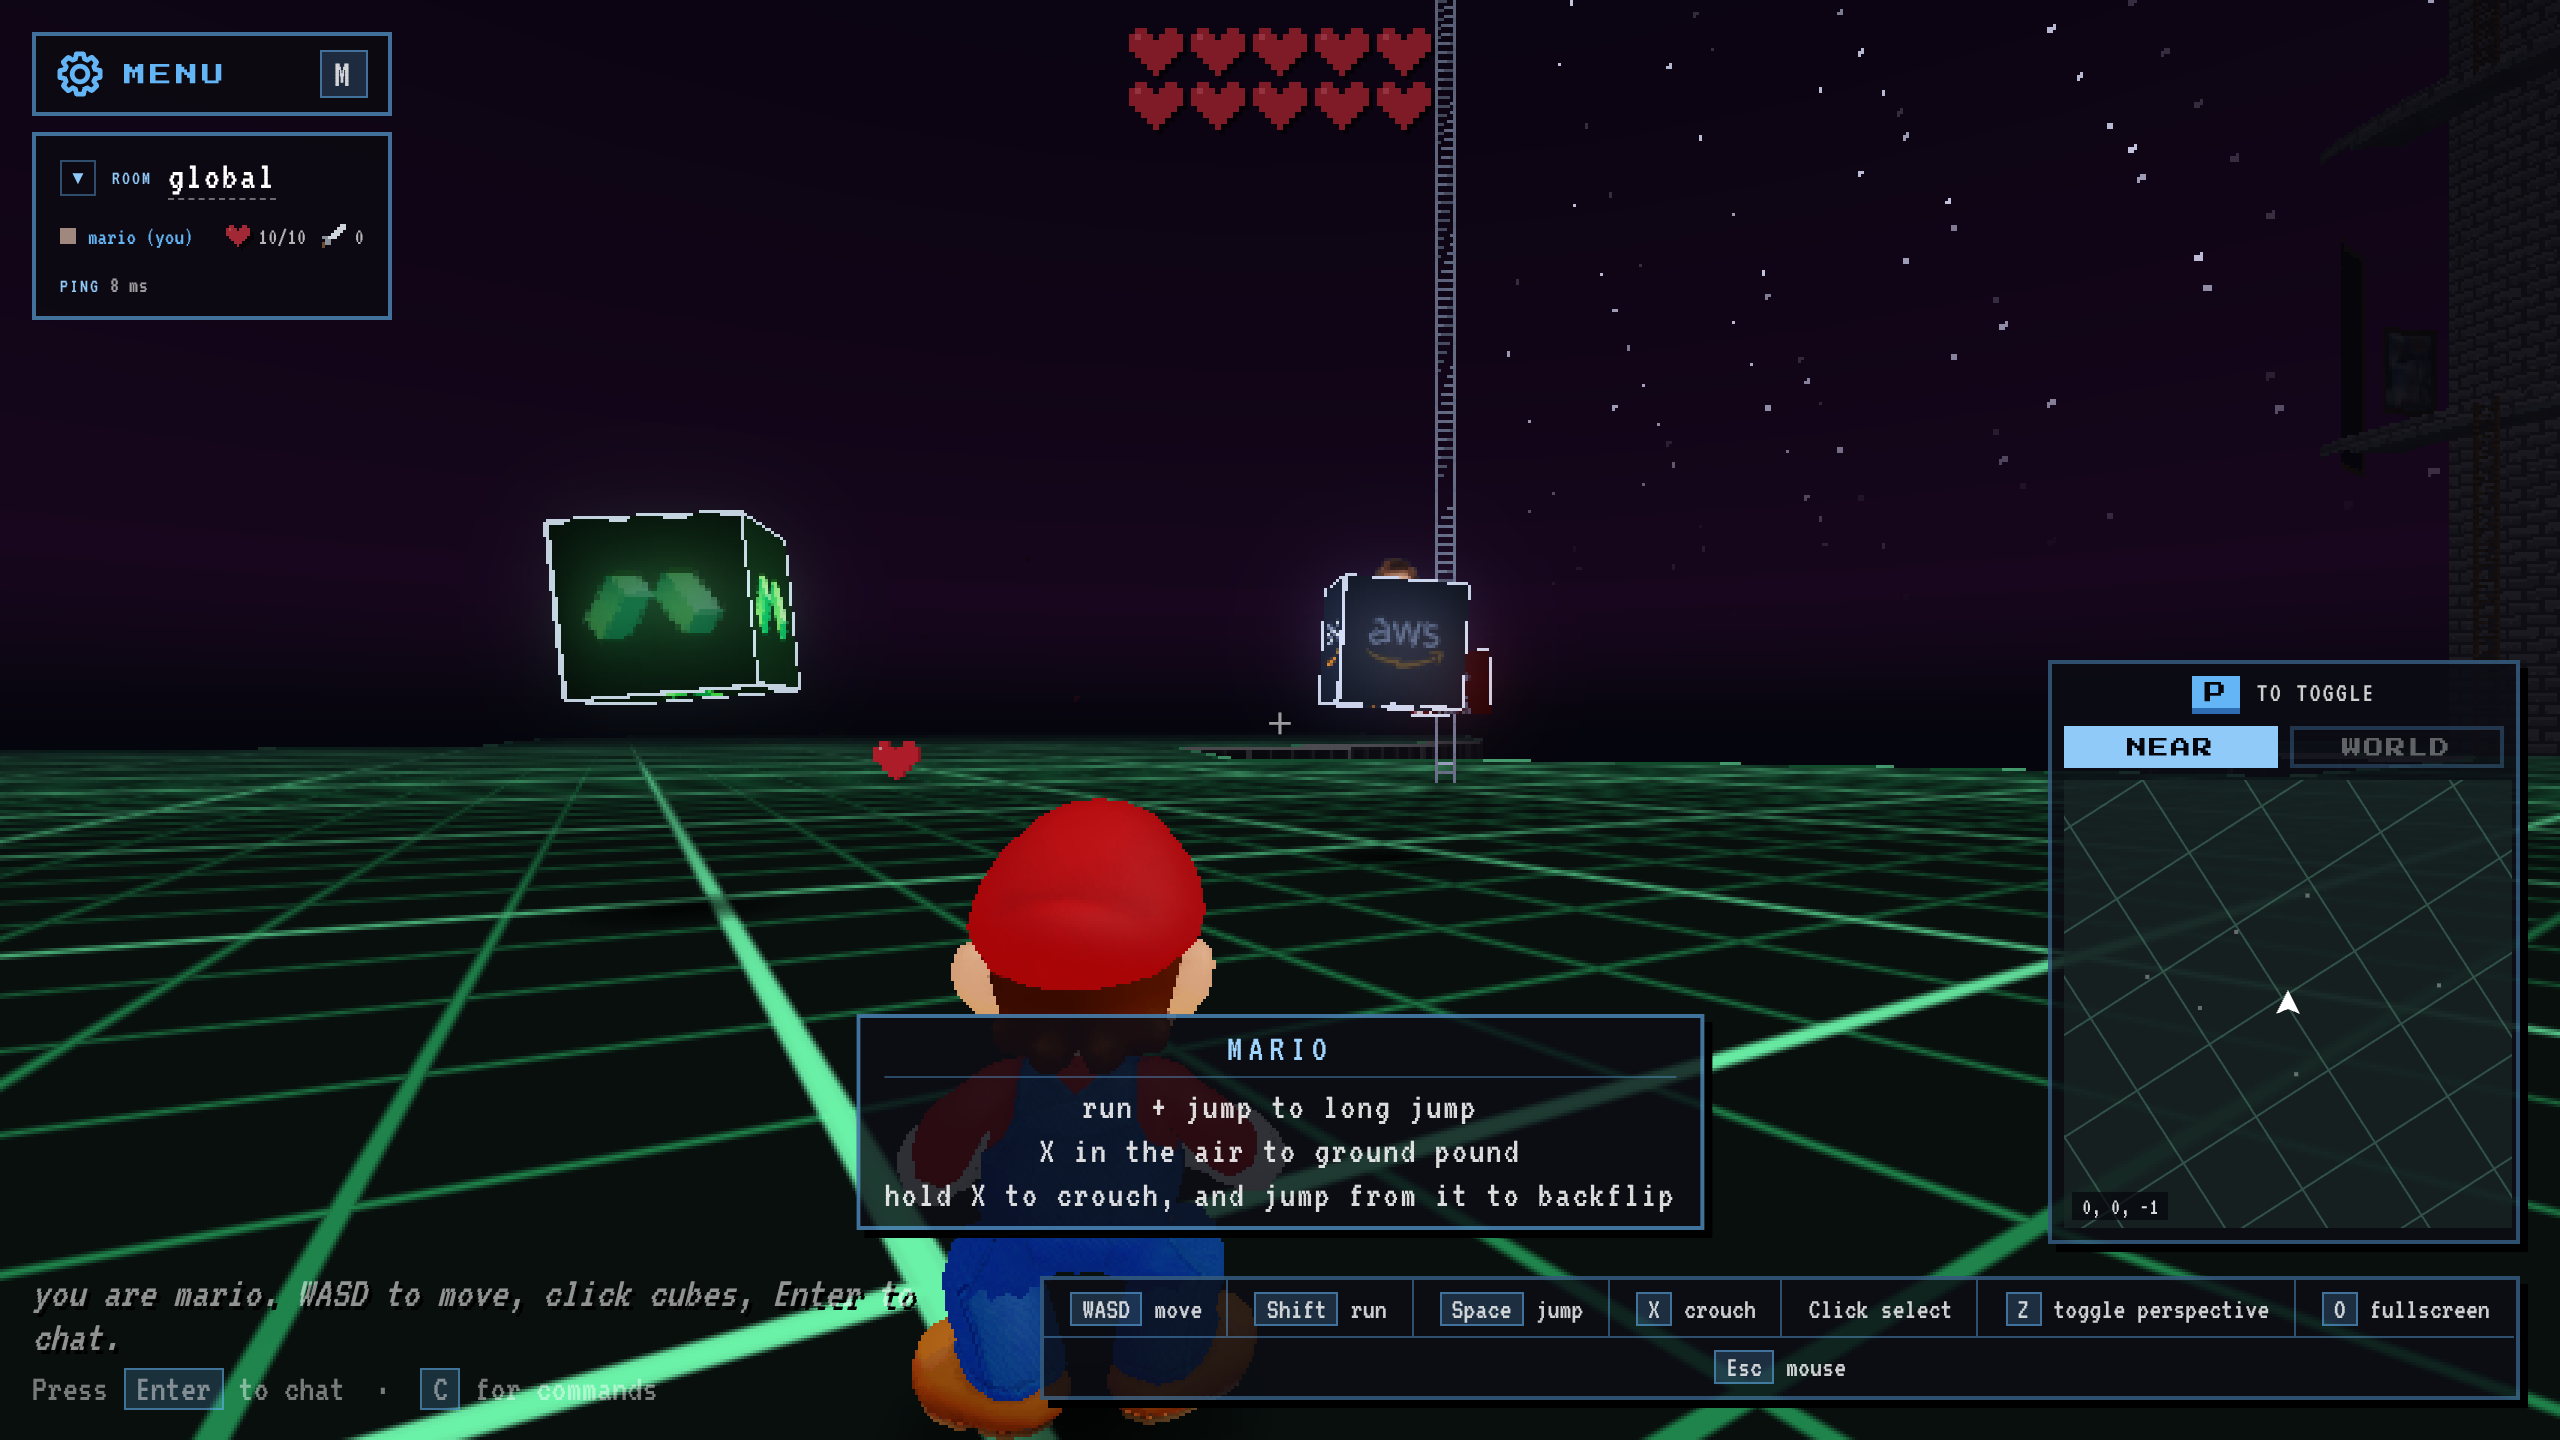 MENU M
▼ ROOM global
mario (you) 10/10 0
PING 8 ms
aws
P TO TOGGLE
NEAR WORLD
0, 0, -1
MARIO
run + jump to long jump
X in the air to ground pound
hold X to crouch, and jump from it to backflip
you are mario. WASD to move, click cubes, Enter to
chat.
Press Enter to chat · C for commands
WASD move Shift run Space jump X crouch Click select Z toggle perspective O fullscreen
Esc mouse